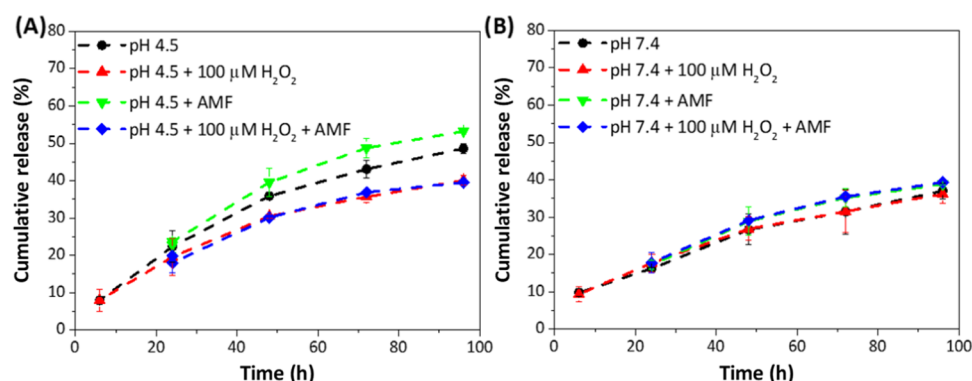 (A)
80
70
60
50
40
30
20
10
0
Cumulative release (%)
pH 4.5
pH 4.5 + 100 μM H₂O₂
pH 4.5 + AMF
pH 4.5 + 100 μM H₂O₂ + AMF
0 20 40 60 80 100
Time (h)
(B)
80
70
60
50
40
30
20
10
0
Cumulative release (%)
pH 7.4
pH 7.4 + 100 μM H₂O₂
pH 7.4 + AMF
pH 7.4 + 100 μM H₂O₂ + AMF
0 20 40 60 80 100
Time (h)